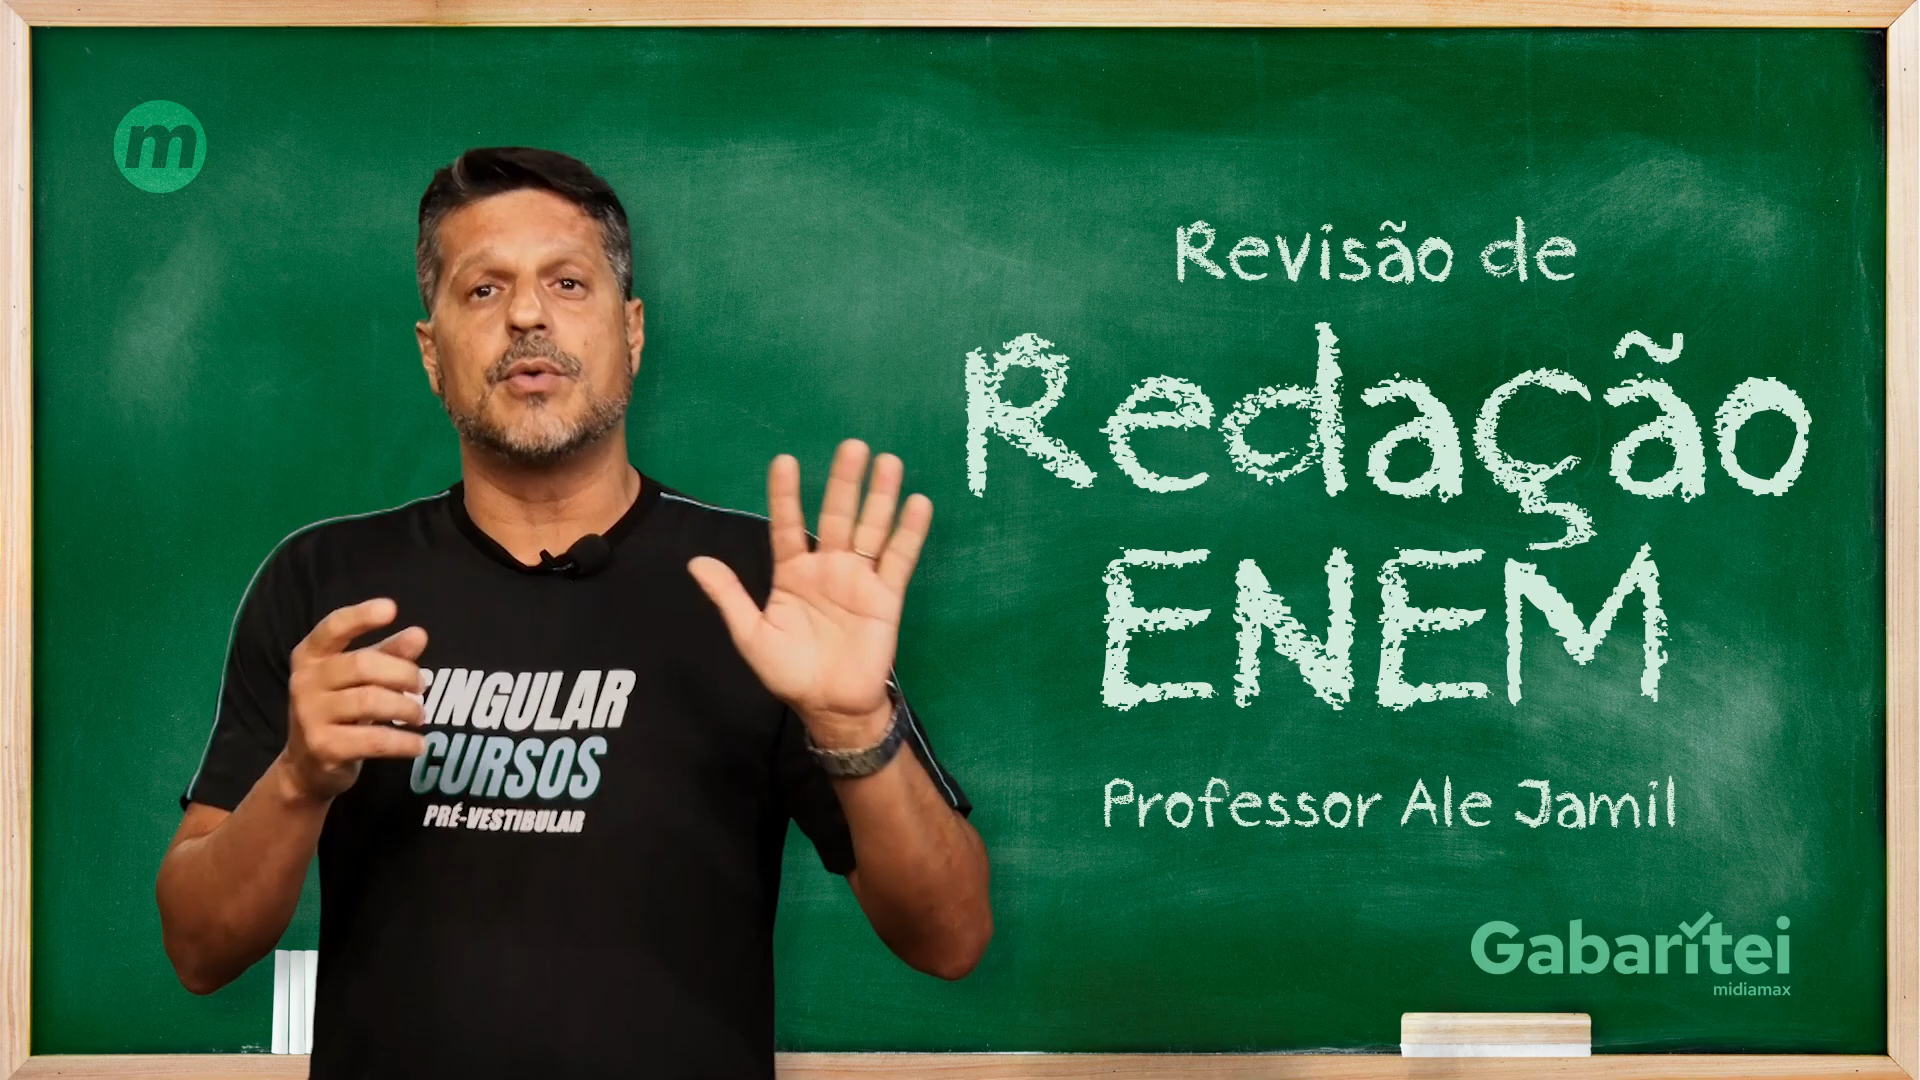 m
Revisão de
Redação
ENEM
SINGULAR
CURSOS
PRÉ-VESTIBULAR
Professor Ale Jamil
Gabaritei
midiamax